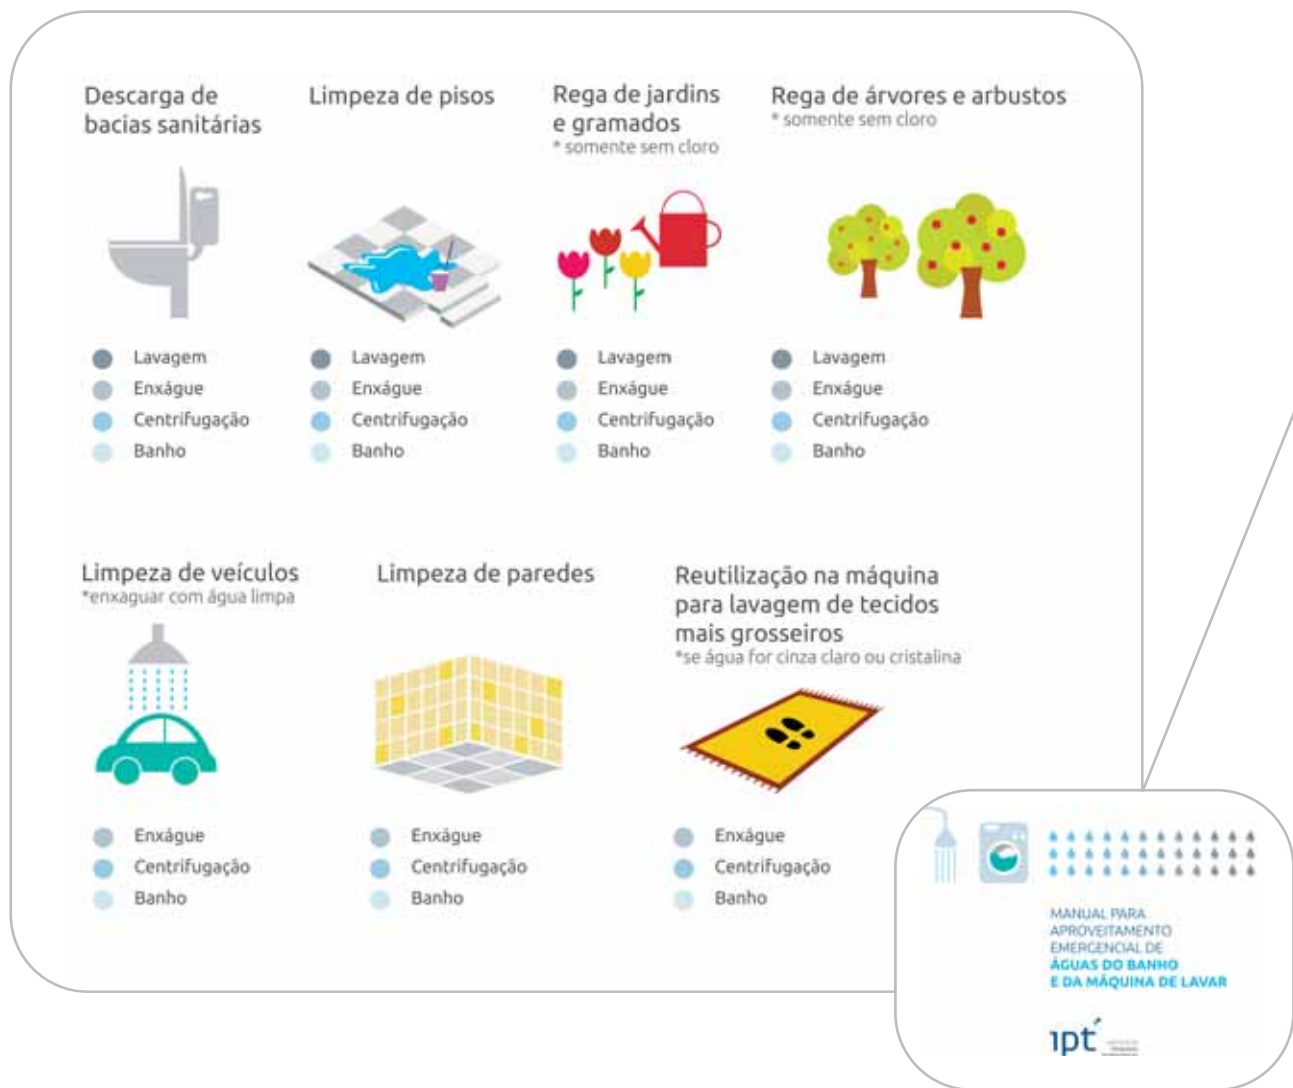 Descarga de
bacias sanitárias
Lavagem
Enxágue
Centrifugação
Banho
Limpeza de pisos
Lavagem
Enxágue
Centrifugação
Banho
Rega de jardins
e gramados
* somente sem cloro
Lavagem
Enxágue
Centrifugação
Banho
Rega de árvores e arbustos
* somente sem cloro
Lavagem
Enxágue
Centrifugação
Banho
Limpeza de veículos
*enxaguar com água limpa
Enxágue
Centrifugação
Banho
Limpeza de paredes
Enxágue
Centrifugação
Banho
Reutilização na máquina
para lavagem de tecidos
mais grosseiros
*se água for cinza claro ou cristalina
Enxágue
Centrifugação
Banho
MANUAL PARA
APROVEITAMENTO
EMERGENCIAL DE
ÁGUAS DO BANHO
E DA MÁQUINA DE LAVAR
ipt